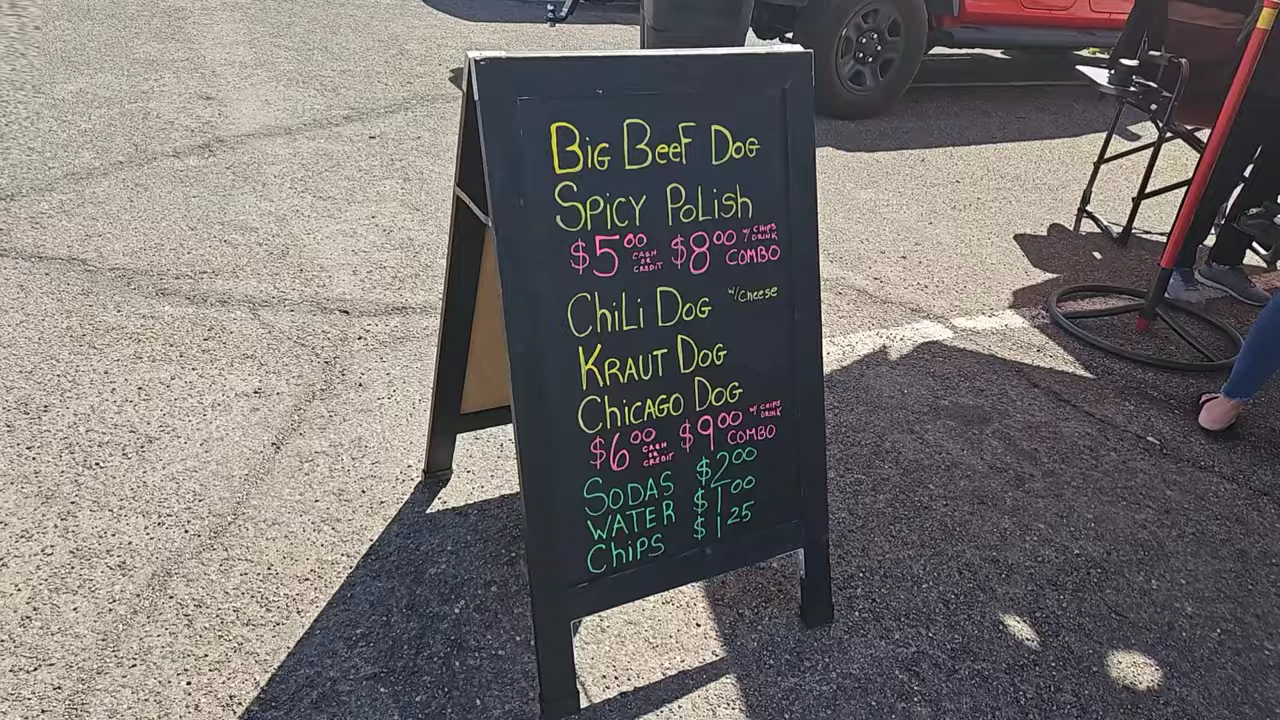 Big Beef Dog
Spicy Polish
$5.00 CASH OR CREDIT $8.00 W/ CHIPS DRINK COMBO
Chili Dog w/Cheese
Kraut Dog
Chicago Dog
$6.00 CASH OR CREDIT $9.00 W/ CHIPS DRINK COMBO
SODAS $2.00
WATER $1.00
Chips $1.25